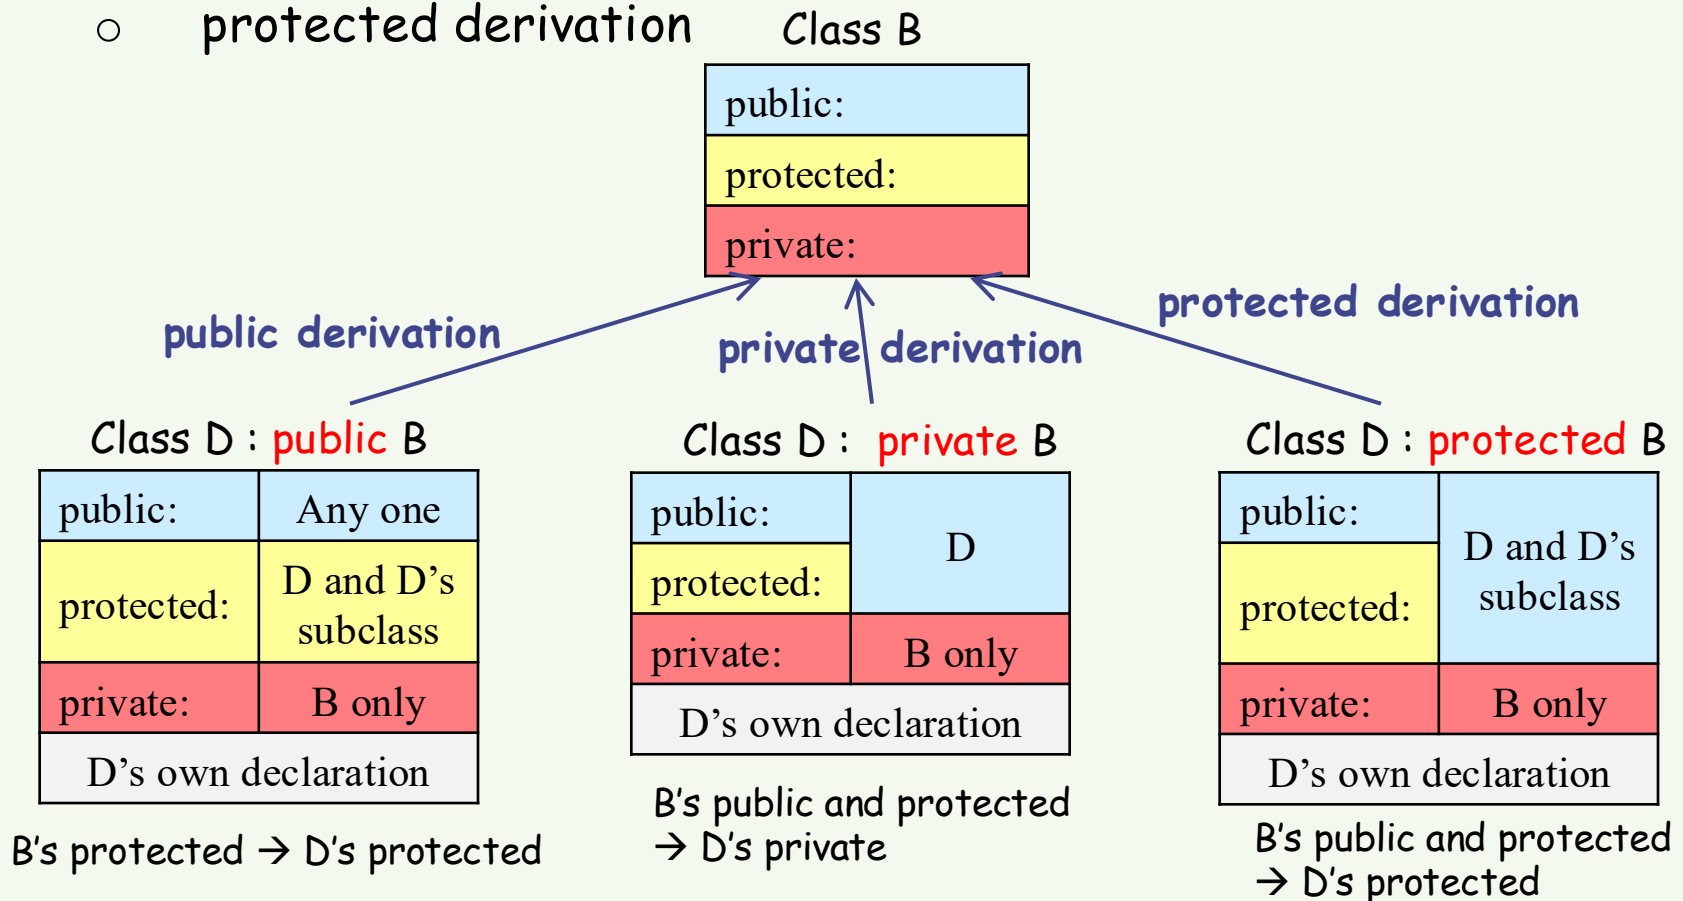 ○ protected derivation
Class B
public:
protected:
private:
public derivation
private derivation
protected derivation
Class D : public B
public:
Any one
protected:
D and D’s
subclass
private:
B only
D’s own declaration
B's protected → D's protected
Class D : private B
public:
protected:
D
private:
B only
D’s own declaration
B's public and protected
→ D's private
Class D : protected B
public:
protected:
D and D’s
subclass
private:
B only
D’s own declaration
B's public and protected
→ D's protected